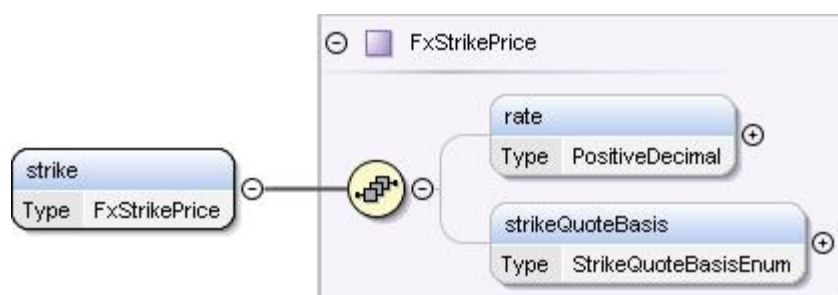 FxStrikePrice
rate
Type PositiveDecimal
strike
Type FxStrikePrice
strikeQuoteBasis
Type StrikeQuoteBasisEnum